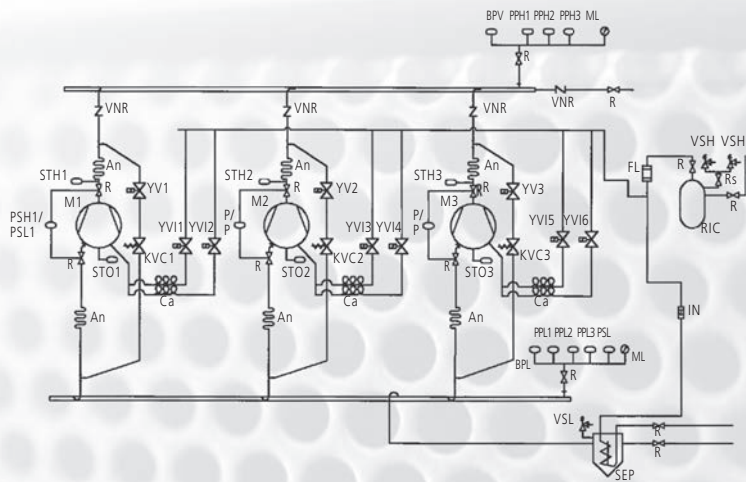 BPV PPH1 PPH2 PPH3 ML
R
VNR VNR VNR VNR R
An An An
STH1 STH2 STH3
R R R
YV1 YV2 YV3
M1 M2 M3
PSH1/
PSL1
P/
P
P/
P
YVI1 YVI2 YVI3 YVI4 YVI5 YVI6
KVC1 KVC2 KVC3
R R R
STO1 STO2 STO3
Ca Ca Ca
An An An
VSH VSH
FL R Rs
R
RIC
IN
PPL1 PPL2 PPL3 PSL
BPL ML
R
VSL
R
R
SEP